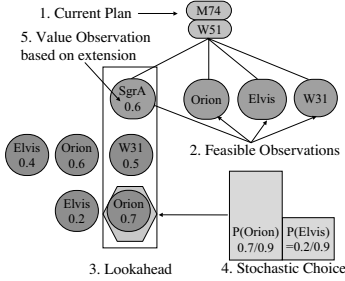 1. Current Plan
M74
W51
5. Value Observation
based on extension
SgrA
0.6
Orion
Elvis
W31
2. Feasible Observations
Elvis
0.4
Orion
0.6
W31
0.5
Elvis
0.2
Orion
0.7
P(Orion)
0.7/0.9
P(Elvis)
=0.2/0.9
3. Lookahead
4. Stochastic Choice